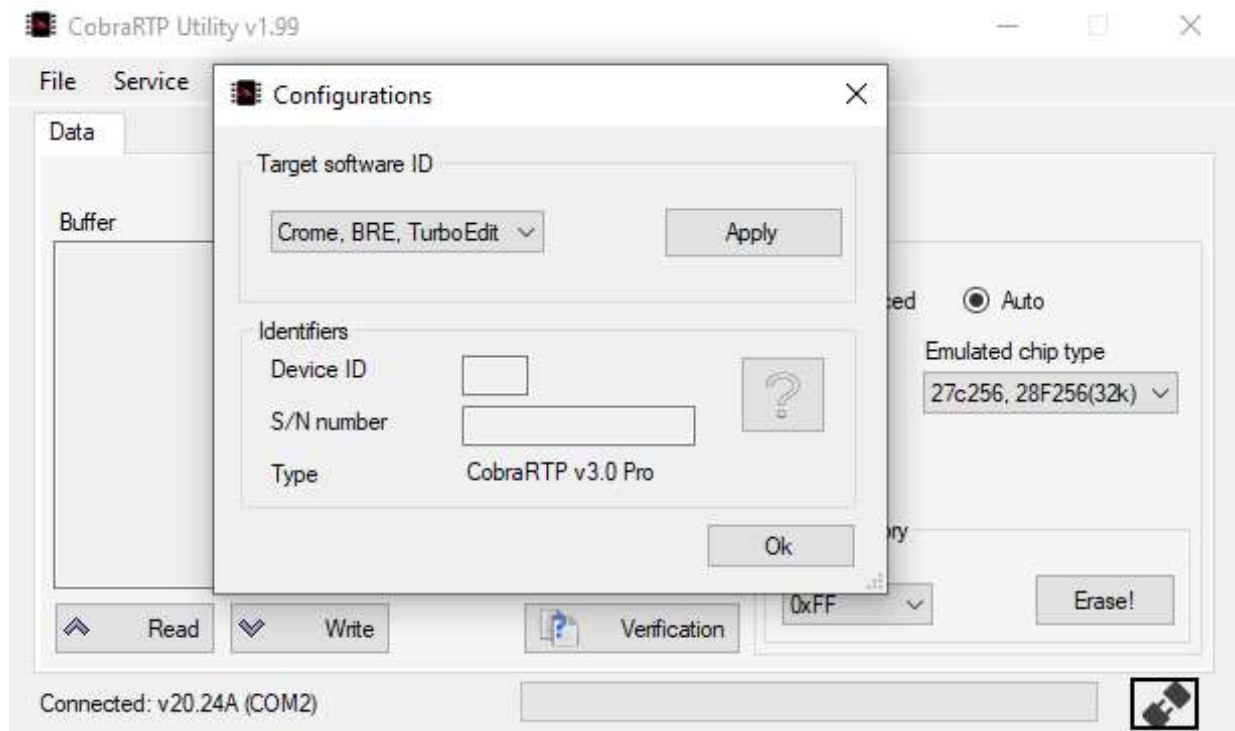 CobraRTP Utility v1.99
File Service
Configurations
Data
Target software ID
Buffer
Crome, BRE, TurboEdit
Apply
Auto
Identifiers
Device ID
Emulated chip type
27c256, 28F256(32k)
?
S/N number
Type CobraRTP v3.0 Pro
Ok
0xFF
Erase!
Read
Write
Verification
Connected: v20.24A (COM2)